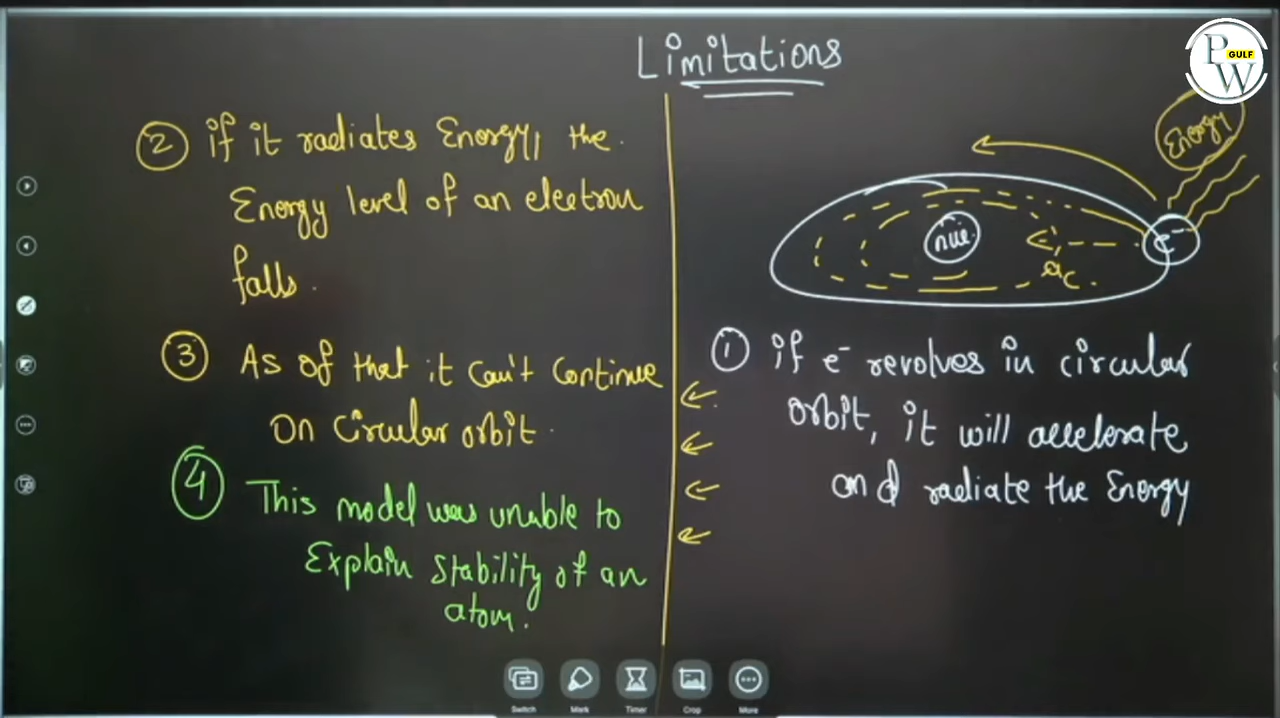 Limitations
PW
GULF
Energy
e⁻
nue.
ac
① if e⁻ revolves in circular
orbit, it will accelerate
and radiate the Energy
② if it radiates Energy, the
Energy level of an electron
falls.
③ As of that it can't continue
on circular orbit.
④ This model was unable to
Explain stability of an
atom.
Switch
Mark
Timer
Crop
More